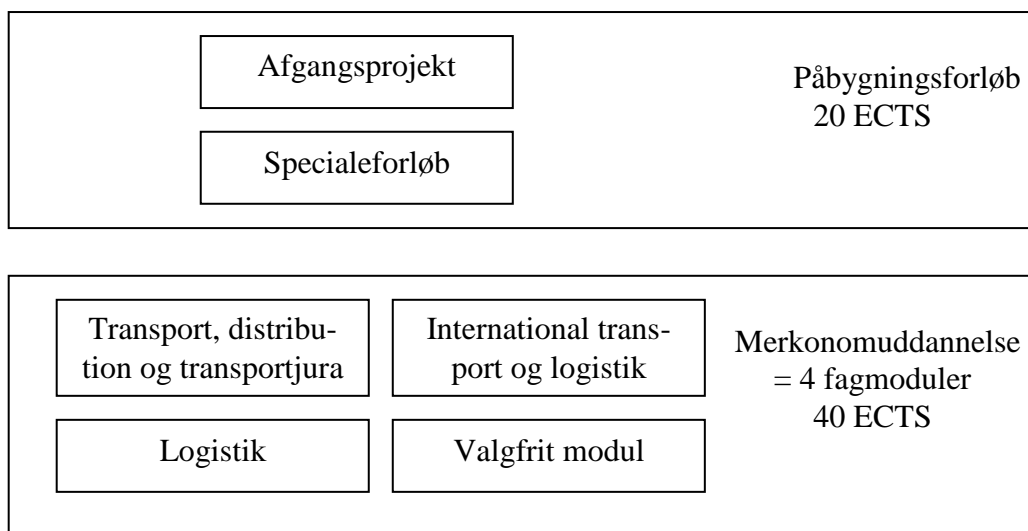 Afgangsprojekt
Specialeforløb
Påbygningsforløb
20 ECTS
Transport, distribu-
tion og transportjura
International trans-
port og logistik
Logistik
Valgfrit modul
Merkonomuddannelse
= 4 fagmoduler
40 ECTS